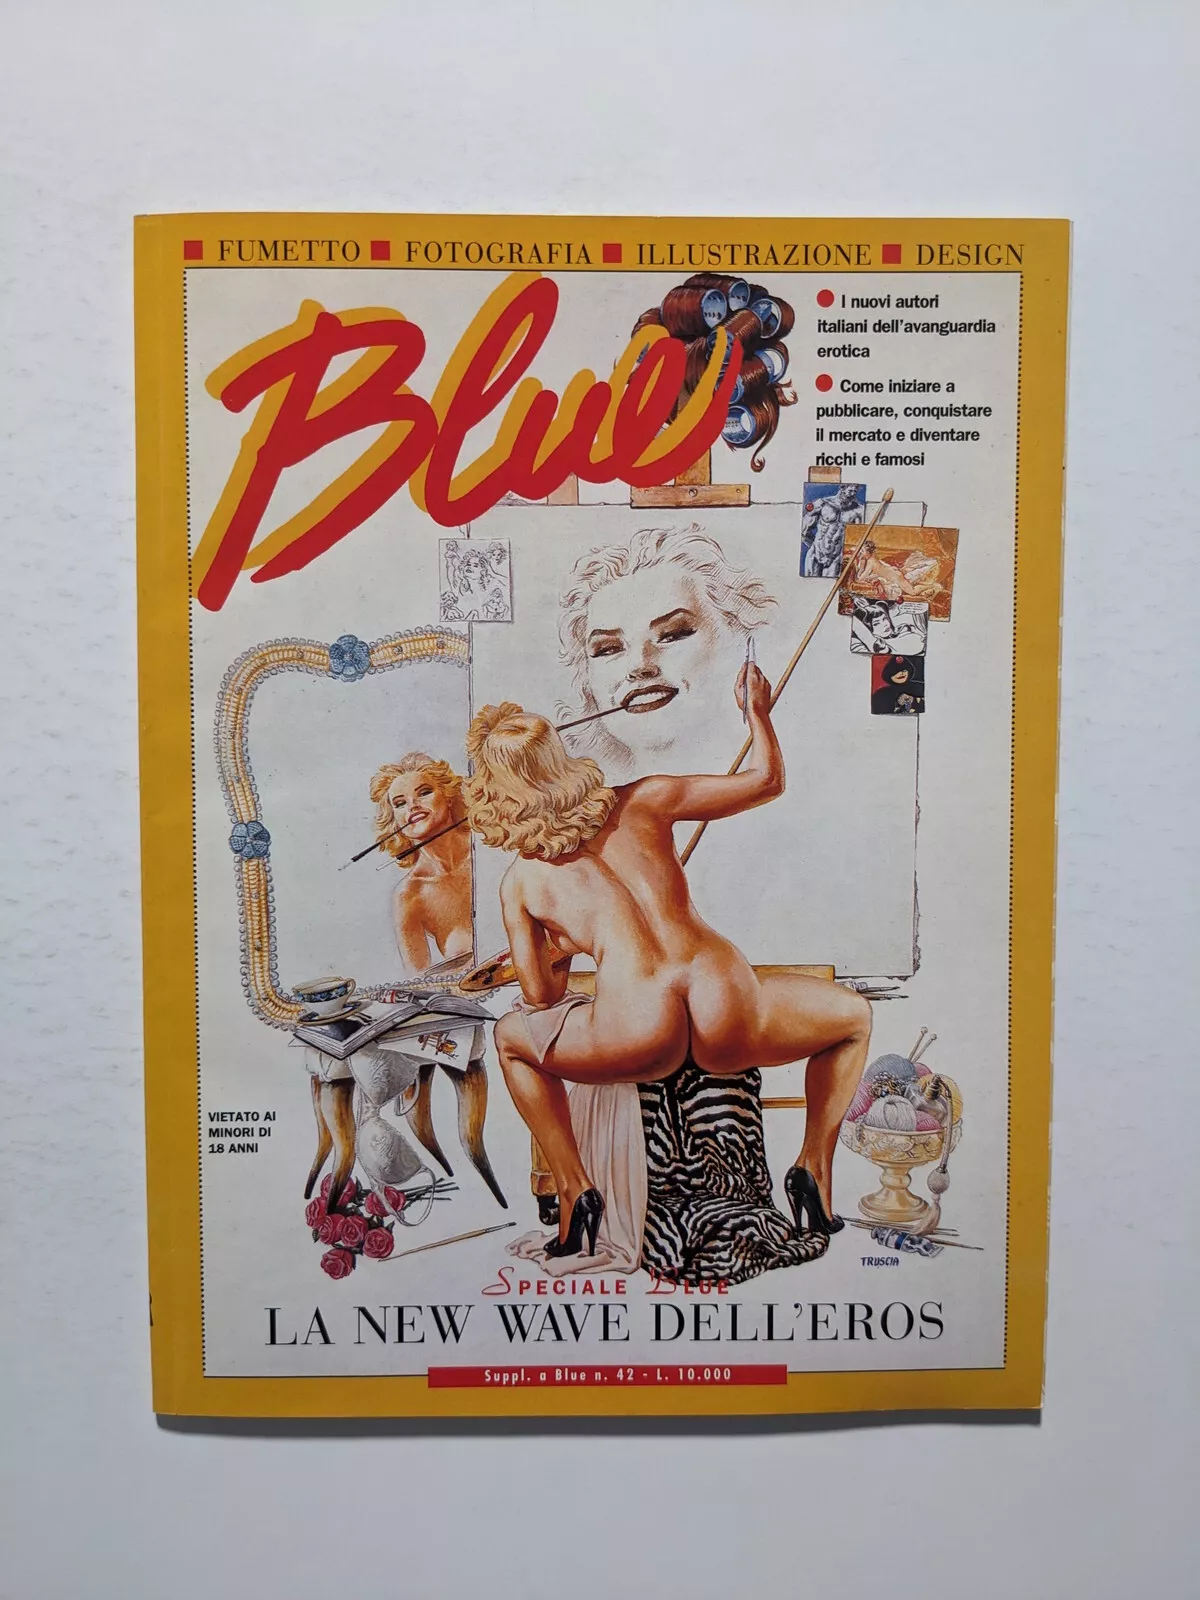 ■ FUMETTO ■ FOTOGRAFIA ■ ILLUSTRAZIONE ■ DESIGN
Blue
● I nuovi autori
italiani dell'avanguardia
erotica
● Come iniziare a
pubblicare, conquistare
il mercato e diventare
ricchi e famosi
VIETATO AI
MINORI DI
18 ANNI
TRUSCIA
SPECIALE BLUE
LA NEW WAVE DELL'EROS
Suppl. a Blue n. 42 - L. 10.000